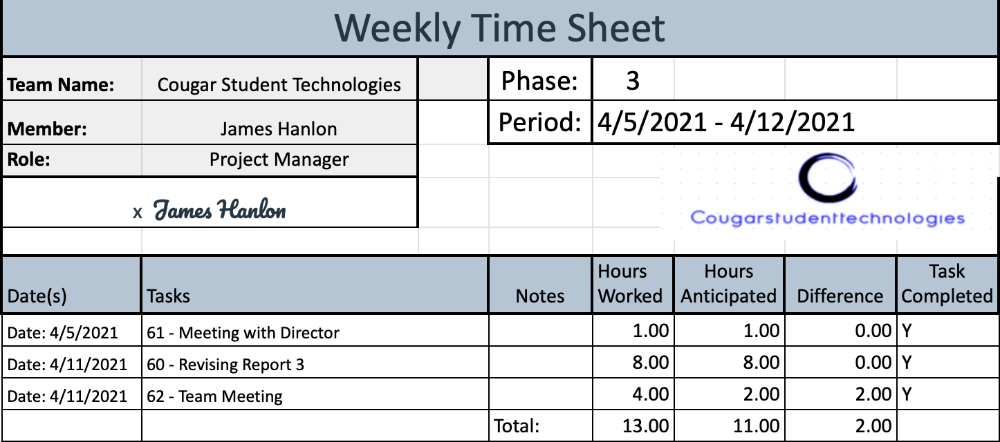 Weekly Time Sheet
Team Name: Cougar Student Technologies Phase: 3
Member: James Hanlon Period: 4/5/2021 - 4/12/2021
Role: Project Manager
x James Hanlon
Cougarstudenttechnologies
Date(s) Tasks Notes Hours Worked Hours Anticipated Difference Task Completed
Date: 4/5/2021 61 - Meeting with Director 1.00 1.00 0.00 Y
Date: 4/11/2021 60 - Revising Report 3 8.00 8.00 0.00 Y
Date: 4/11/2021 62 - Team Meeting 4.00 2.00 2.00 Y
Total: 13.00 11.00 2.00